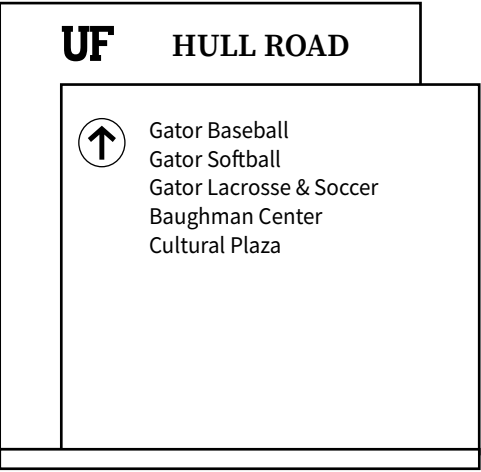 UF HULL ROAD
Gator Baseball
Gator Softball
Gator Lacrosse & Soccer
Baughman Center
Cultural Plaza